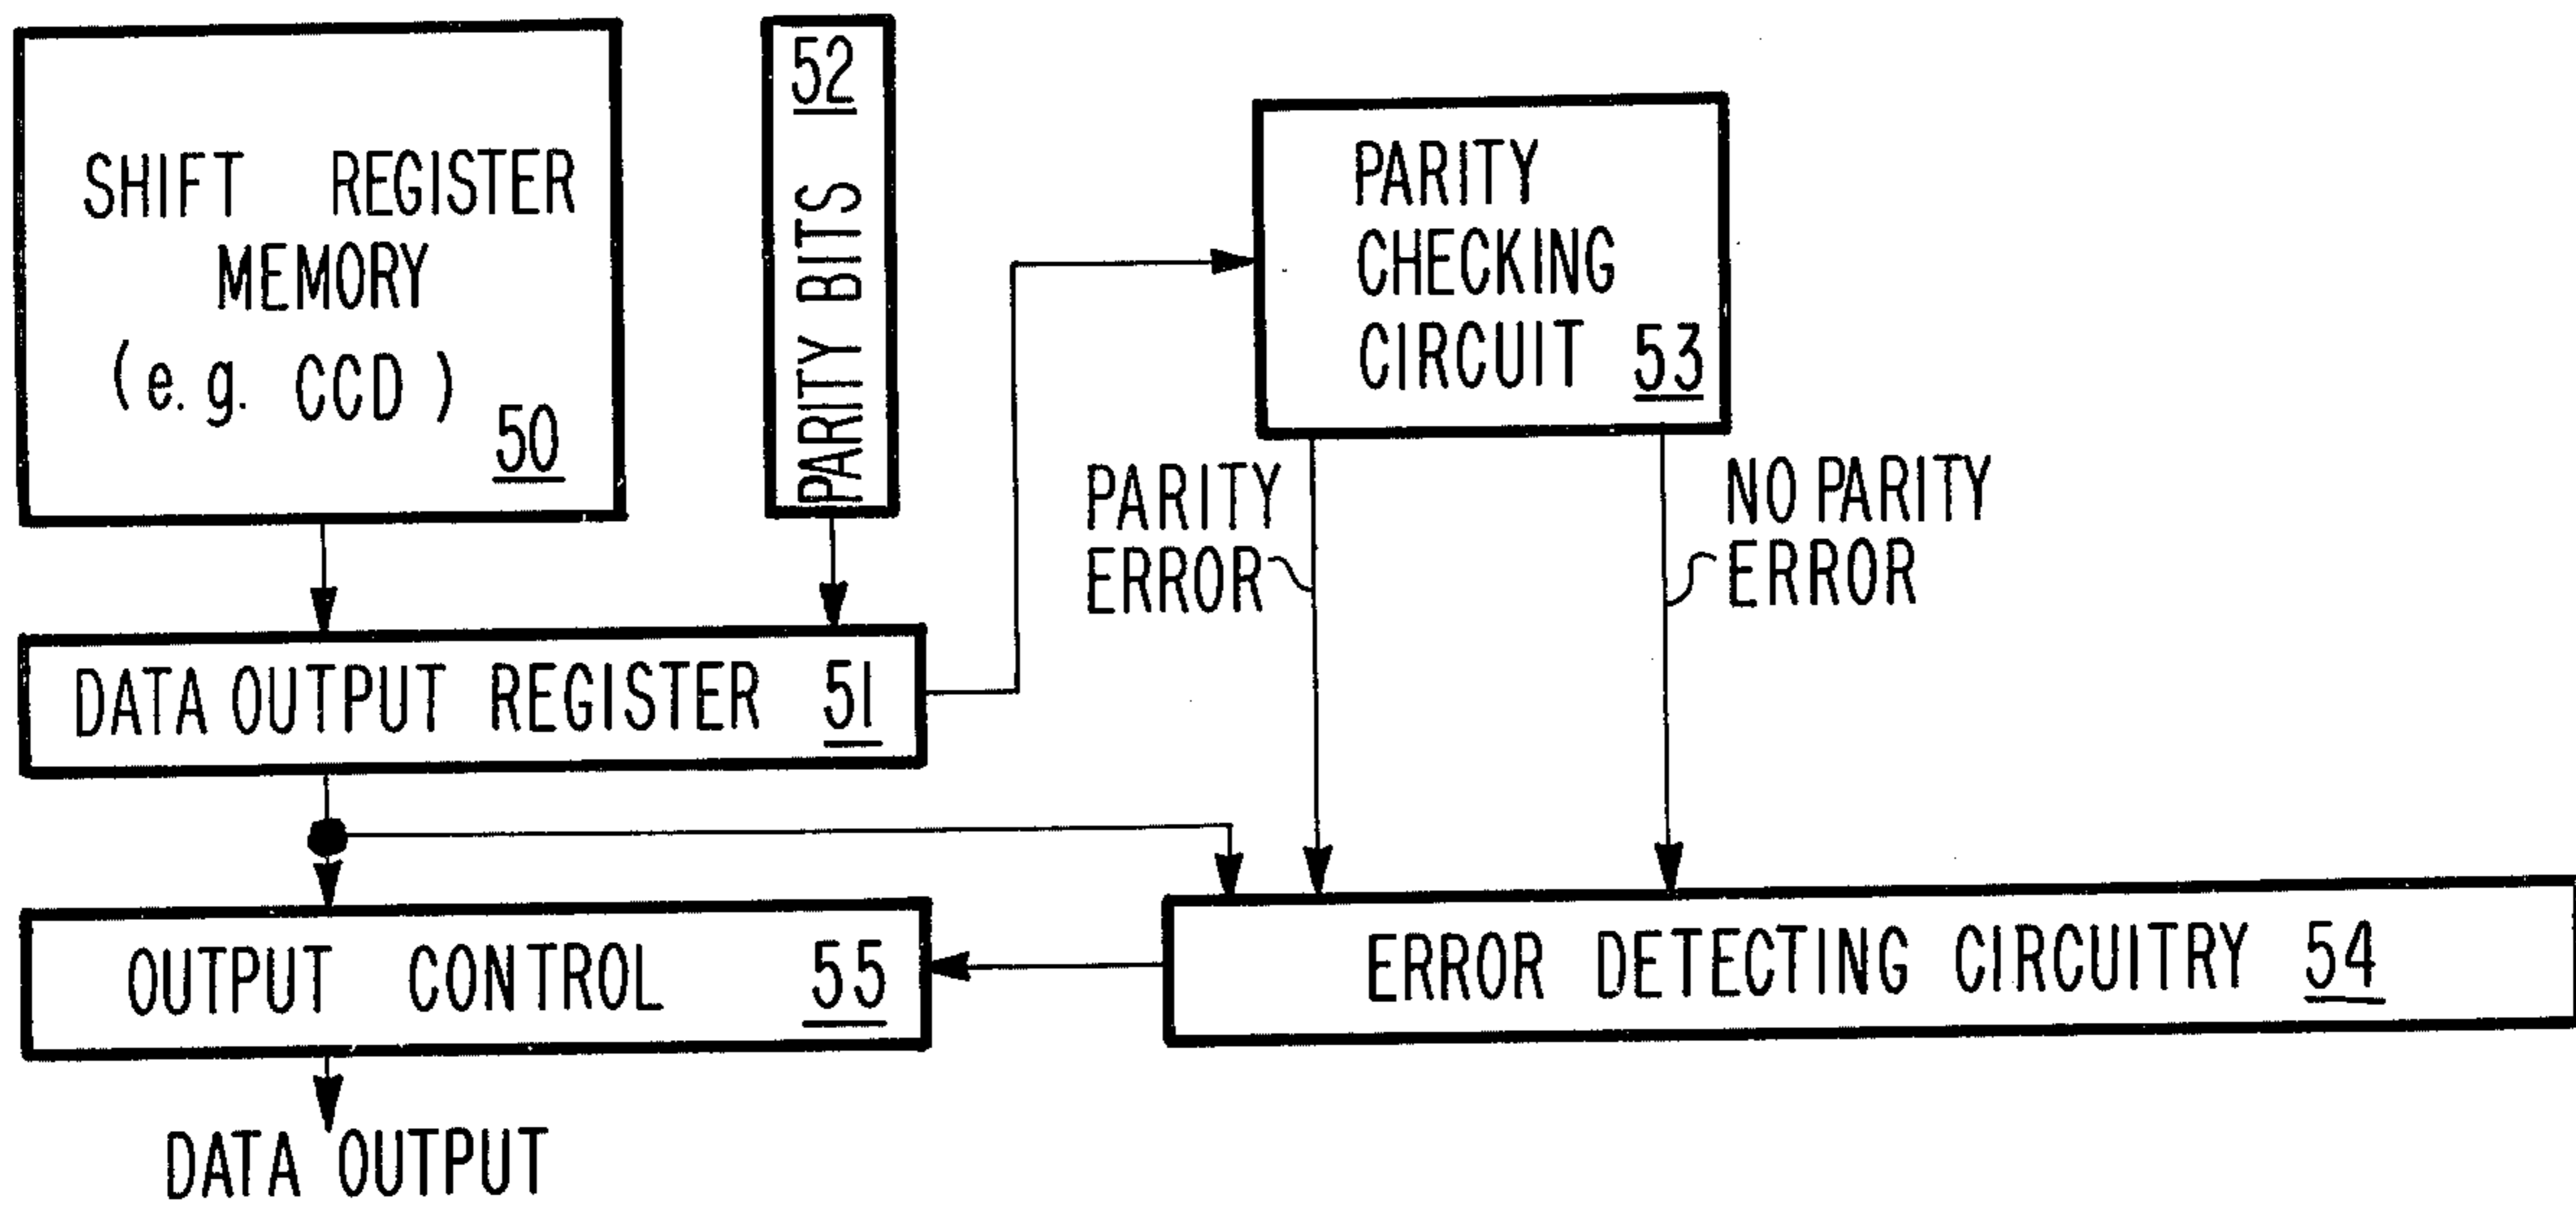 SHIFT REGISTER
MEMORY
(e.g. CCD)
50
PARITY BITS 52
PARITY
CHECKING
CIRCUIT 53
PARITY
ERROR
NO PARITY
ERROR
DATA OUTPUT REGISTER 51
OUTPUT CONTROL 55
ERROR DETECTING CIRCUITRY 54
DATA OUTPUT